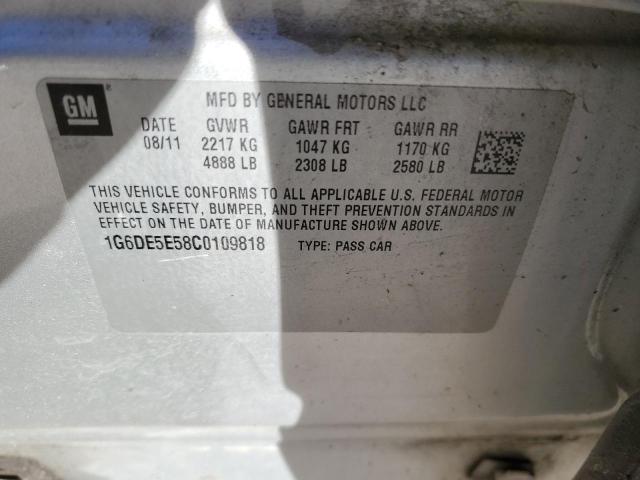 GM
MFD BY GENERAL MOTORS LLC
DATE GVWR GAWR FRT GAWR RR
08/11 2217 KG 1047 KG 1170 KG
4888 LB 2308 LB 2580 LB
THIS VEHICLE CONFORMS TO ALL APPLICABLE U.S. FEDERAL MOTOR
VEHICLE SAFETY, BUMPER, AND THEFT PREVENTION STANDARDS IN
EFFECT ON THE DATE OF MANUFACTURE SHOWN ABOVE.
1G6DE5E58C0109818 TYPE: PASS CAR